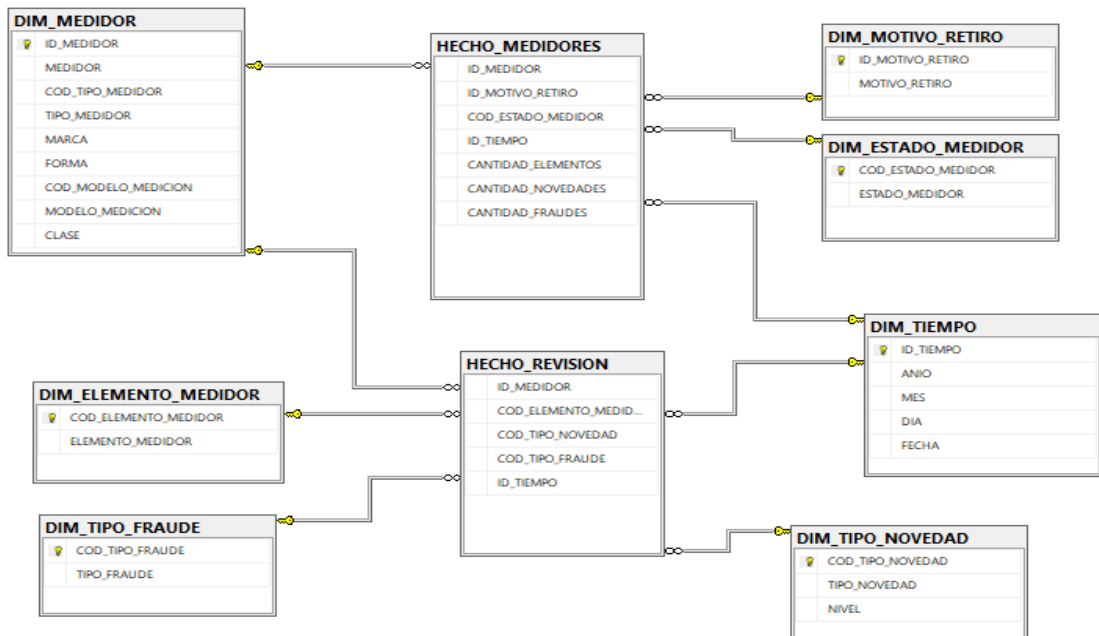 DIM_MEDIDOR
ID_MEDIDOR
MEDIDOR
COD_TIPO_MEDIDOR
TIPO_MEDIDOR
MARCA
FORMA
COD_MODELO_MEDICION
MODELO_MEDICION
CLASE
HECHO_MEDIDORES
ID_MEDIDOR
ID_MOTIVO_RETIRO
COD_ESTADO_MEDIDOR
ID_TIEMPO
CANTIDAD_ELEMENTOS
CANTIDAD_NOVEDADES
CANTIDAD_FRAUDES
DIM_MOTIVO_RETIRO
ID_MOTIVO_RETIRO
MOTIVO_RETIRO
DIM_ESTADO_MEDIDOR
COD_ESTADO_MEDIDOR
ESTADO_MEDIDOR
DIM_TIEMPO
ID_TIEMPO
ANIO
MES
DIA
FECHA
HECHO_REVISION
ID_MEDIDOR
COD_ELEMENTO_MEDID...
COD_TIPO_NOVEDAD
COD_TIPO_FRAUDE
ID_TIEMPO
DIM_ELEMENTO_MEDIDOR
COD_ELEMENTO_MEDIDOR
ELEMENTO_MEDIDOR
DIM_TIPO_FRAUDE
COD_TIPO_FRAUDE
TIPO_FRAUDE
DIM_TIPO_NOVEDAD
COD_TIPO_NOVEDAD
TIPO_NOVEDAD
NIVEL